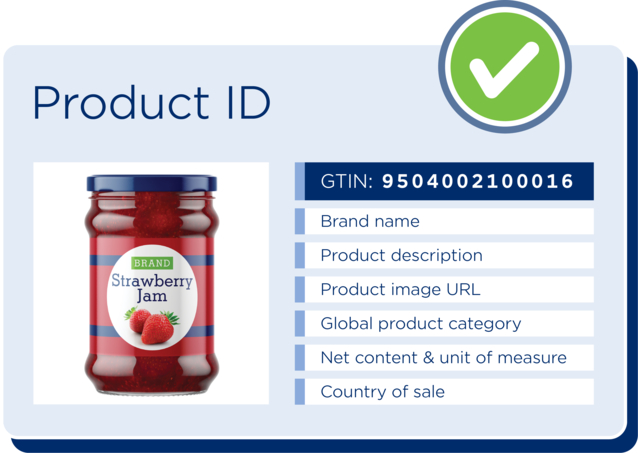 Product ID
BRAND
Strawberry
Jam
GTIN: 9504002100016
Brand name
Product description
Product image URL
Global product category
Net content & unit of measure
Country of sale